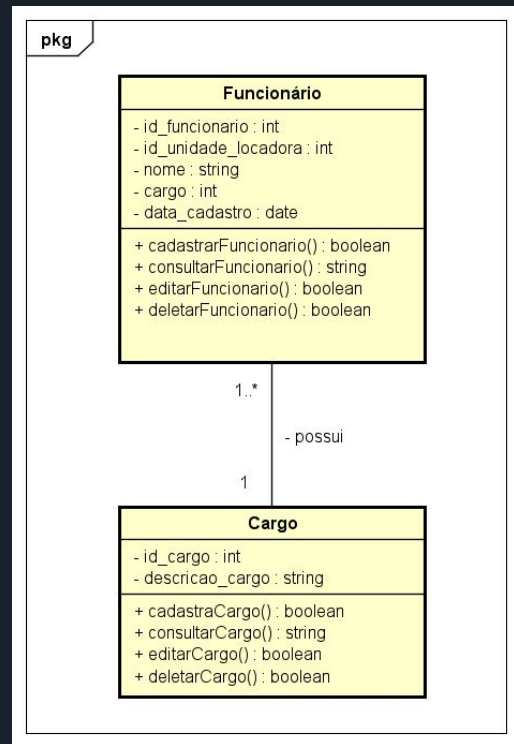 pkg
Funcionário
- id_funcionario : int
- id_unidade_locadora : int
- nome : string
- cargo : int
- data_cadastro : date
+ cadastrarFuncionario() : boolean
+ consultarFuncionario() : string
+ editarFuncionario() : boolean
+ deletarFuncionario() : boolean
1..*
- possui
1
Cargo
- id_cargo : int
- descricao_cargo : string
+ cadastraCargo() : boolean
+ consultarCargo() : string
+ editarCargo() : boolean
+ deletarCargo() : boolean